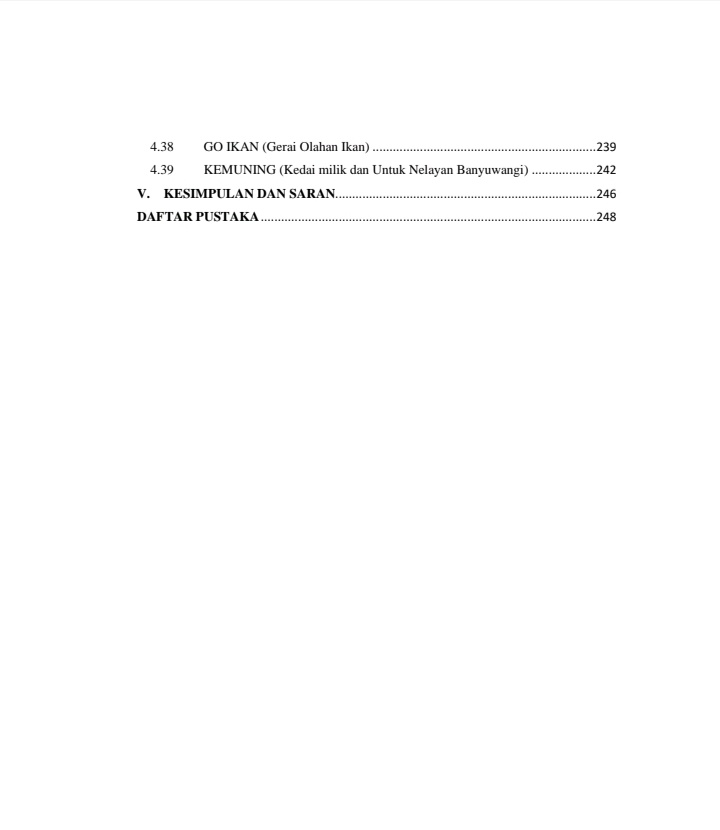 4.38 GO IKAN (Gerai Olahan Ikan) ..................................................................239
4.39 KEMUNING (Kedai milik dan Untuk Nelayan Banyuwangi) ...................242
V. KESIMPULAN DAN SARAN.............................................................................246
DAFTAR PUSTAKA...................................................................................................248